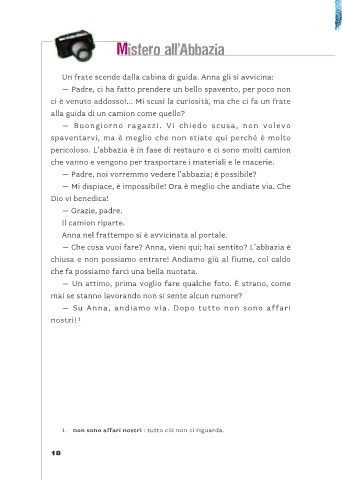 Mistero all'Abbazia
Un frate scende dalla cabina di guida. Anna gli si avvicina:
— Padre, ci ha fatto prendere un bello spavento, per poco non
ci è venuto addosso!... Mi scusi la curiosità, ma che ci fa un frate
alla guida di un camion come quello?
— Buongiorno ragazzi. Vi chiedo scusa, non volevo
spaventarvi, ma è meglio che non stiate qui perché è molto
pericoloso. L'abbazia è in fase di restauro e ci sono molti camion
che vanno e vengono per trasportare i materiali e le macerie.
— Padre, noi vorremmo vedere l'abbazia; è possibile?
— Mi dispiace, è impossibile! Ora è meglio che andiate via. Che
Dio vi benedica!
— Grazie, padre.
Il camion riparte.
Anna nel frattempo si è avvicinata al portale.
— Che cosa vuoi fare? Anna, vieni qui; hai sentito? L'abbazia è
chiusa e non possiamo entrare! Andiamo giù al fiume, col caldo
che fa possiamo farci una bella nuotata.
— Un attimo, prima voglio fare qualche foto. È strano, come
mai se stanno lavorando non si sente alcun rumore?
— Su Anna, andiamo via. Dopo tutto non sono affari
nostri! 1
1. non sono affari nostri : tutto ciò non ci riguarda.
18